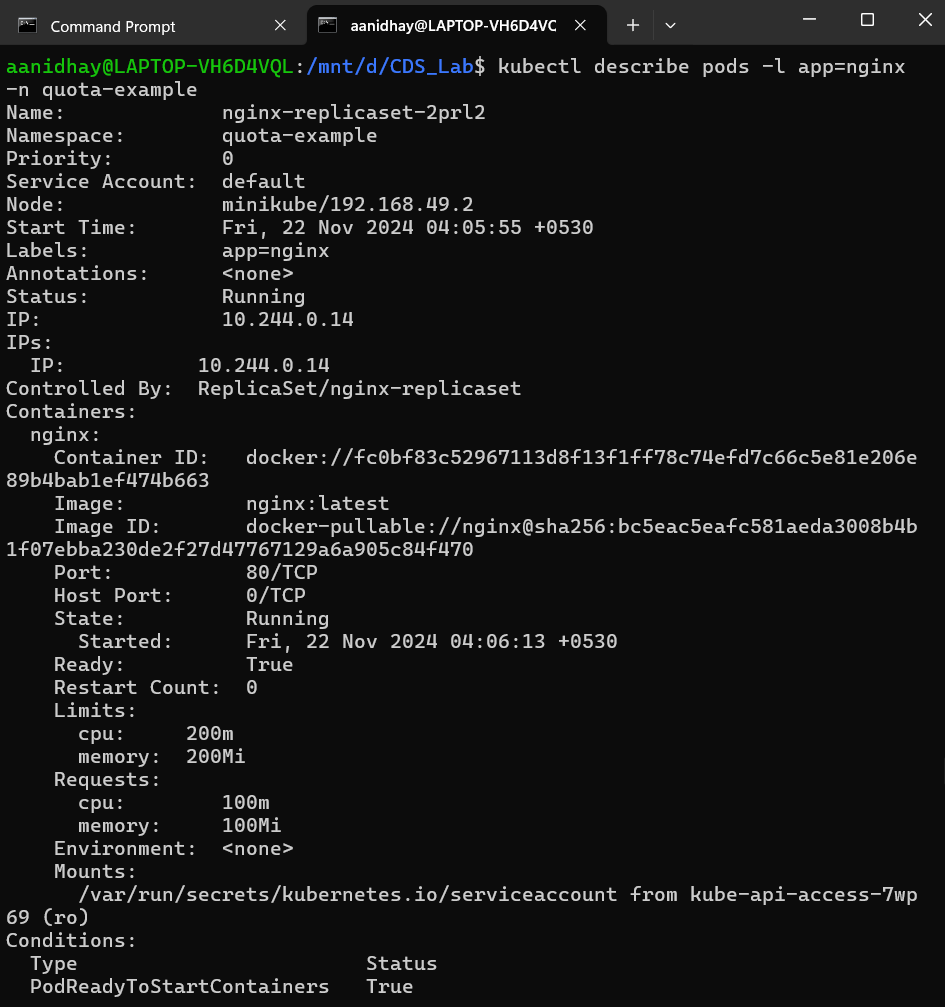 Command Prompt
aanidhay@LAPTOP-VH6D4VC
aanidhay@LAPTOP-VH6D4VQL:/mnt/d/CDS_Lab$ kubectl describe pods -l app=nginx
-n quota-example
Name:             nginx-replicaset-2prl2
Namespace:        quota-example
Priority:         0
Service Account:  default
Node:             minikube/192.168.49.2
Start Time:       Fri, 22 Nov 2024 04:05:55 +0530
Labels:           app=nginx
Annotations:      <none>
Status:           Running
IP:               10.244.0.14
IPs:
  IP:           10.244.0.14
Controlled By:  ReplicaSet/nginx-replicaset
Containers:
  nginx:
    Container ID:   docker://fc0bf83c52967113d8f13f1ff78c74efd7c66c5e81e206e
89b4bab1ef474b663
    Image:          nginx:latest
    Image ID:       docker-pullable://nginx@sha256:bc5eac5eafc581aeda3008b4b
1f07ebba230de2f27d47767129a6a905c84f470
    Port:           80/TCP
    Host Port:      0/TCP
    State:          Running
      Started:      Fri, 22 Nov 2024 04:06:13 +0530
    Ready:          True
    Restart Count:  0
    Limits:
      cpu:     200m
      memory:  200Mi
    Requests:
      cpu:        100m
      memory:     100Mi
    Environment:  <none>
    Mounts:
      /var/run/secrets/kubernetes.io/serviceaccount from kube-api-access-7wp
69 (ro)
Conditions:
  Type                        Status
  PodReadyToStartContainers   True